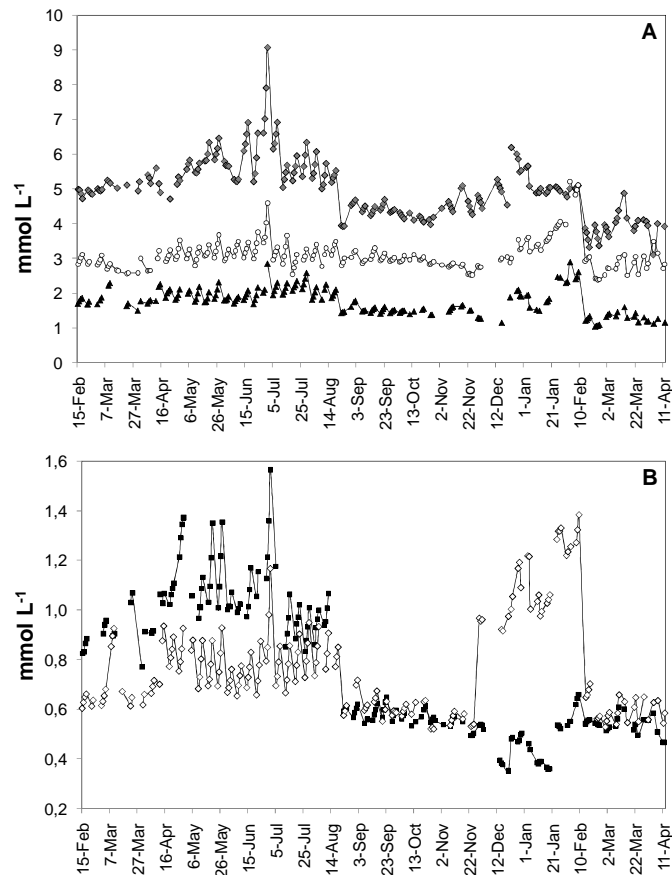 A
10
9
8
7
6
5
4
3
2
1
0
mmol L⁻¹
15-Feb
7-Mar
27-Mar
16-Apr
6-May
26-May
15-Jun
5-Jul
25-Jul
14-Aug
3-Sep
23-Sep
13-Oct
2-Nov
22-Nov
12-Dec
1-Jan
21-Jan
10-Feb
2-Mar
22-Mar
11-Apr
B
1,6
1,4
1,2
1,0
0,8
0,6
0,4
0,2
mmol L⁻¹
15-Feb
7-Mar
27-Mar
16-Apr
6-May
26-May
15-Jun
5-Jul
25-Jul
14-Aug
3-Sep
23-Sep
13-Oct
2-Nov
22-Nov
12-Dec
1-Jan
21-Jan
10-Feb
2-Mar
22-Mar
11-Apr